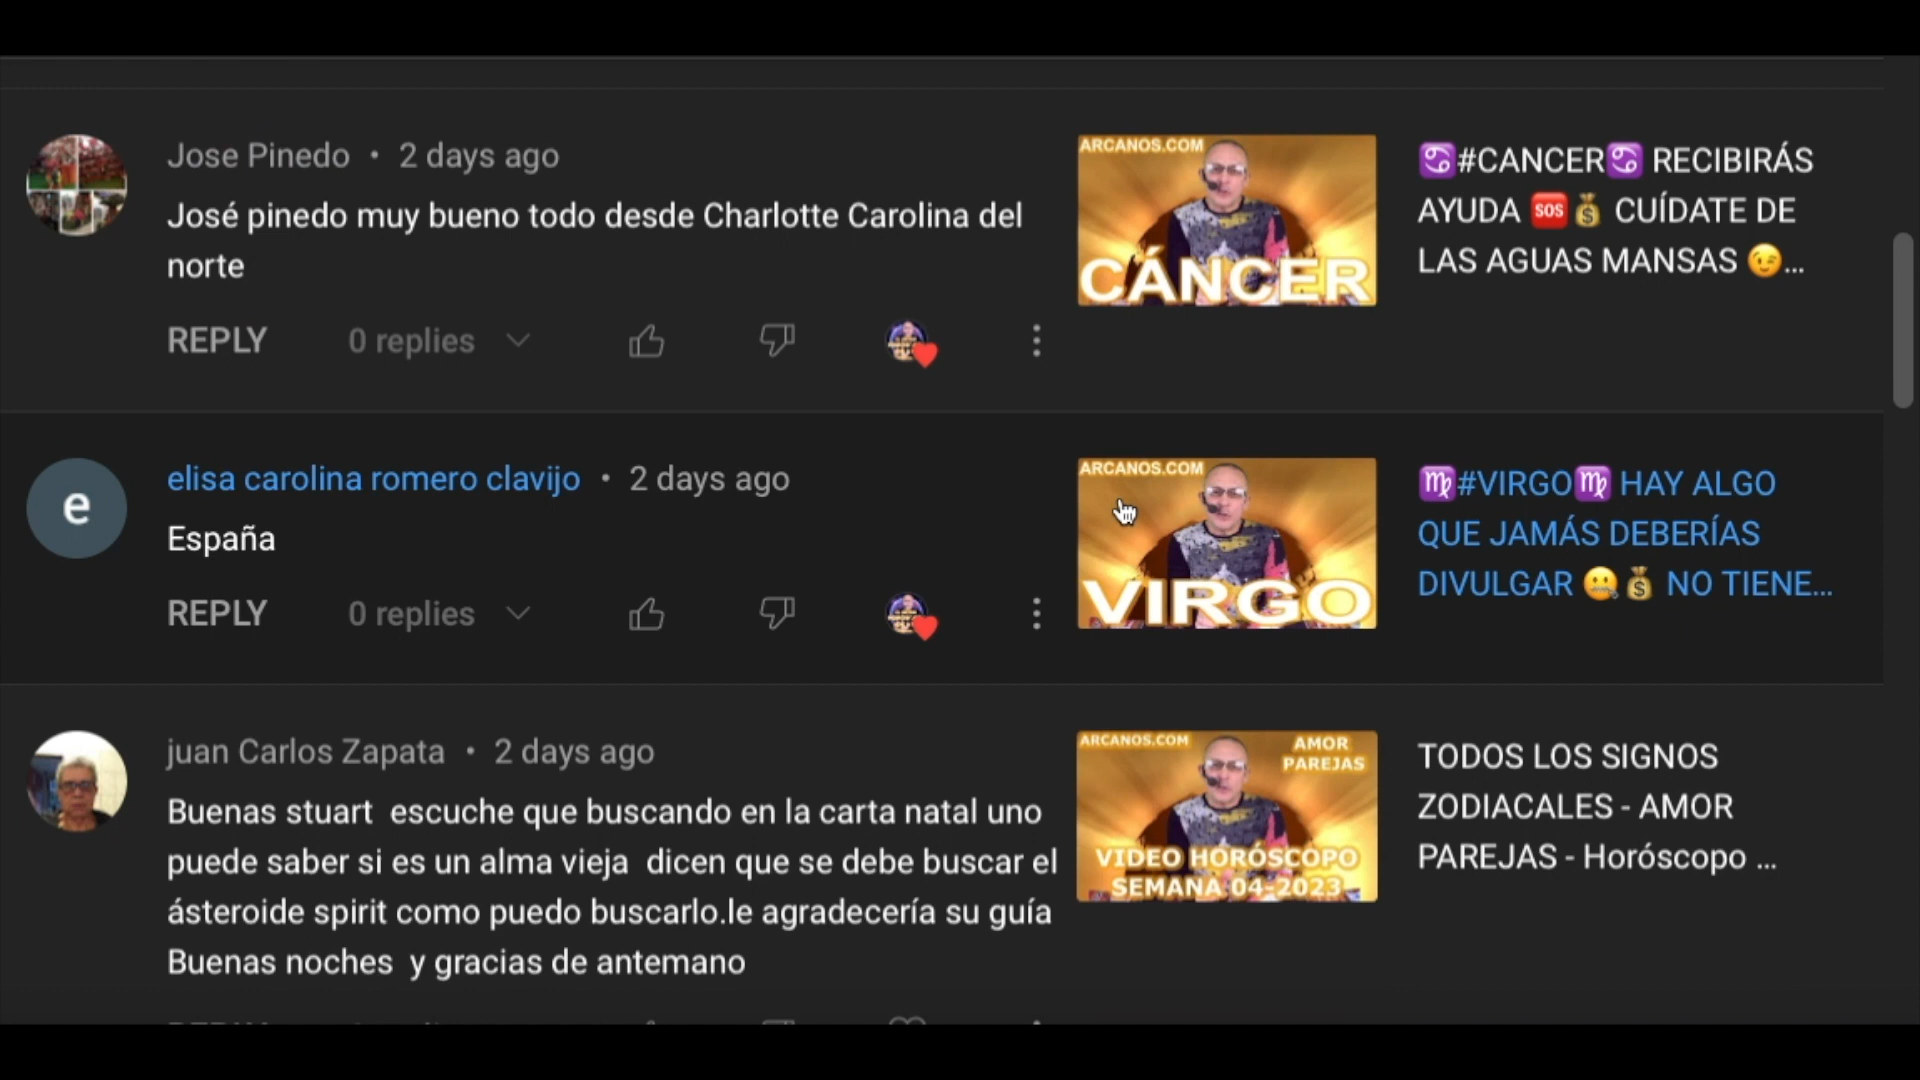 Jose Pinedo • 2 days ago
José pinedo muy bueno todo desde Charlotte Carolina del
norte
REPLY 0 replies
ARCANOS.COM
CÁNCER
♋#CANCER♋ RECIBIRÁS
AYUDA 🆘💰 CUÍDATE DE
LAS AGUAS MANSAS 😉...
e
elisa carolina romero clavijo • 2 days ago
España
REPLY 0 replies
ARCANOS.COM
VIRGO
♍#VIRGO♍ HAY ALGO
QUE JAMÁS DEBERÍAS
DIVULGAR 🤐💰 NO TIENE...
juan Carlos Zapata • 2 days ago
Buenas stuart escuche que buscando en la carta natal uno
puede saber si es un alma vieja dicen que se debe buscar el
ásteroide spirit como puedo buscarlo.le agradecería su guía
Buenas noches y gracias de antemano
ARCANOS.COM
AMOR
PAREJAS
VIDEO HORÓSCOPO
SEMANA 04-2023
TODOS LOS SIGNOS
ZODIACALES - AMOR
PAREJAS - Horóscopo ...